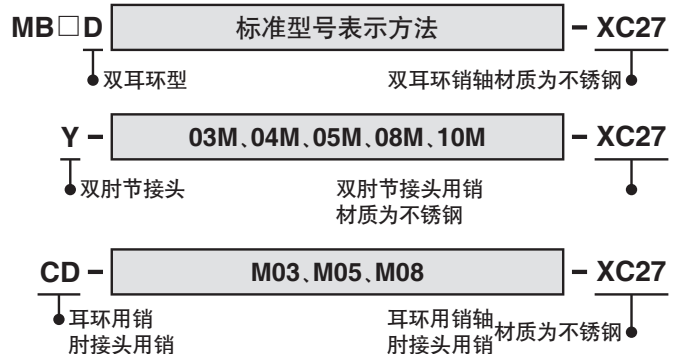 MB□D 标准型号表示方法 - XC27
双耳环型 双耳环销轴材质为不锈钢
Y - 03M、04M、05M、08M、10M - XC27
双肘节接头 双肘节接头用销
材质为不锈钢
CD - M03、M05、M08 - XC27
耳环用销 耳环用销轴 材质为不锈钢
肘接头用销 肘接头用销